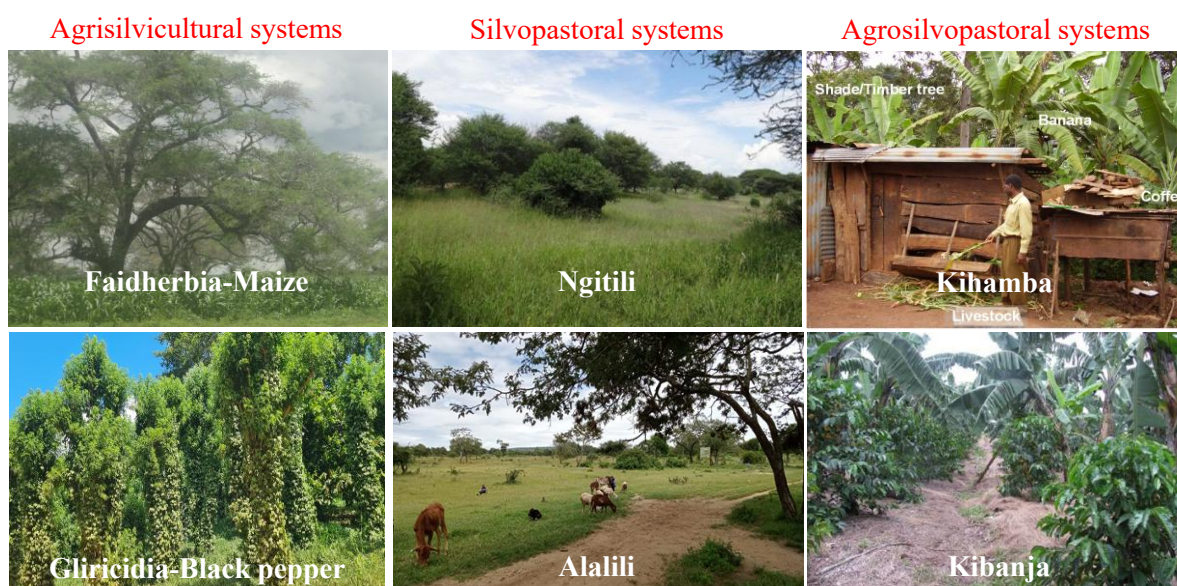 Agrisilvicultural systems
Silvopastoral systems
Agrosilvopastoral systems
Faidherbia-Maize
Ngitili
Shade/Timber tree
Banana
Coffe
Kihamba
Livestock
Gliricidia-Black pepper
Alalili
Kibanja